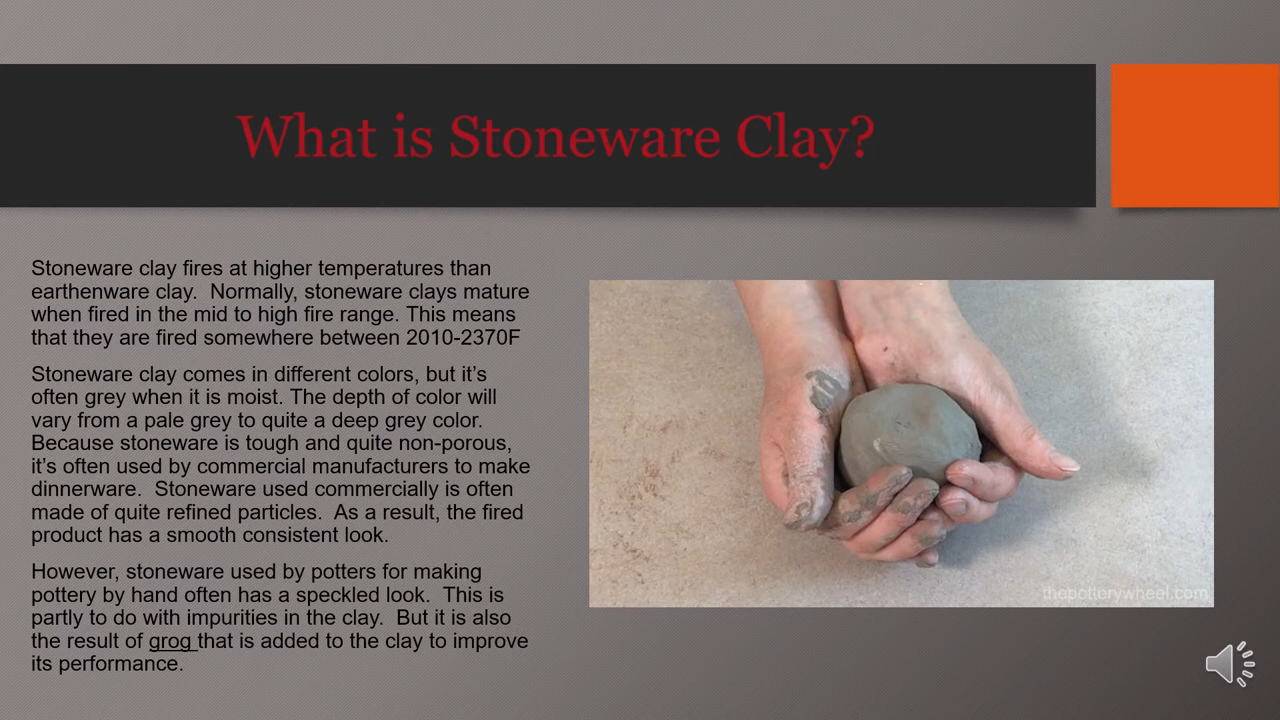 What is Stoneware Clay?
Stoneware clay fires at higher temperatures than
earthenware clay.  Normally, stoneware clays mature
when fired in the mid to high fire range. This means
that they are fired somewhere between 2010-2370F
Stoneware clay comes in different colors, but it’s
often grey when it is moist. The depth of color will
vary from a pale grey to quite a deep grey color.
Because stoneware is tough and quite non-porous,
it’s often used by commercial manufacturers to make
dinnerware.  Stoneware used commercially is often
made of quite refined particles.  As a result, the fired
product has a smooth consistent look.
However, stoneware used by potters for making
pottery by hand often has a speckled look.  This is
partly to do with impurities in the clay.  But it is also
the result of grog that is added to the clay to improve
its performance.
thepotterywheel.com